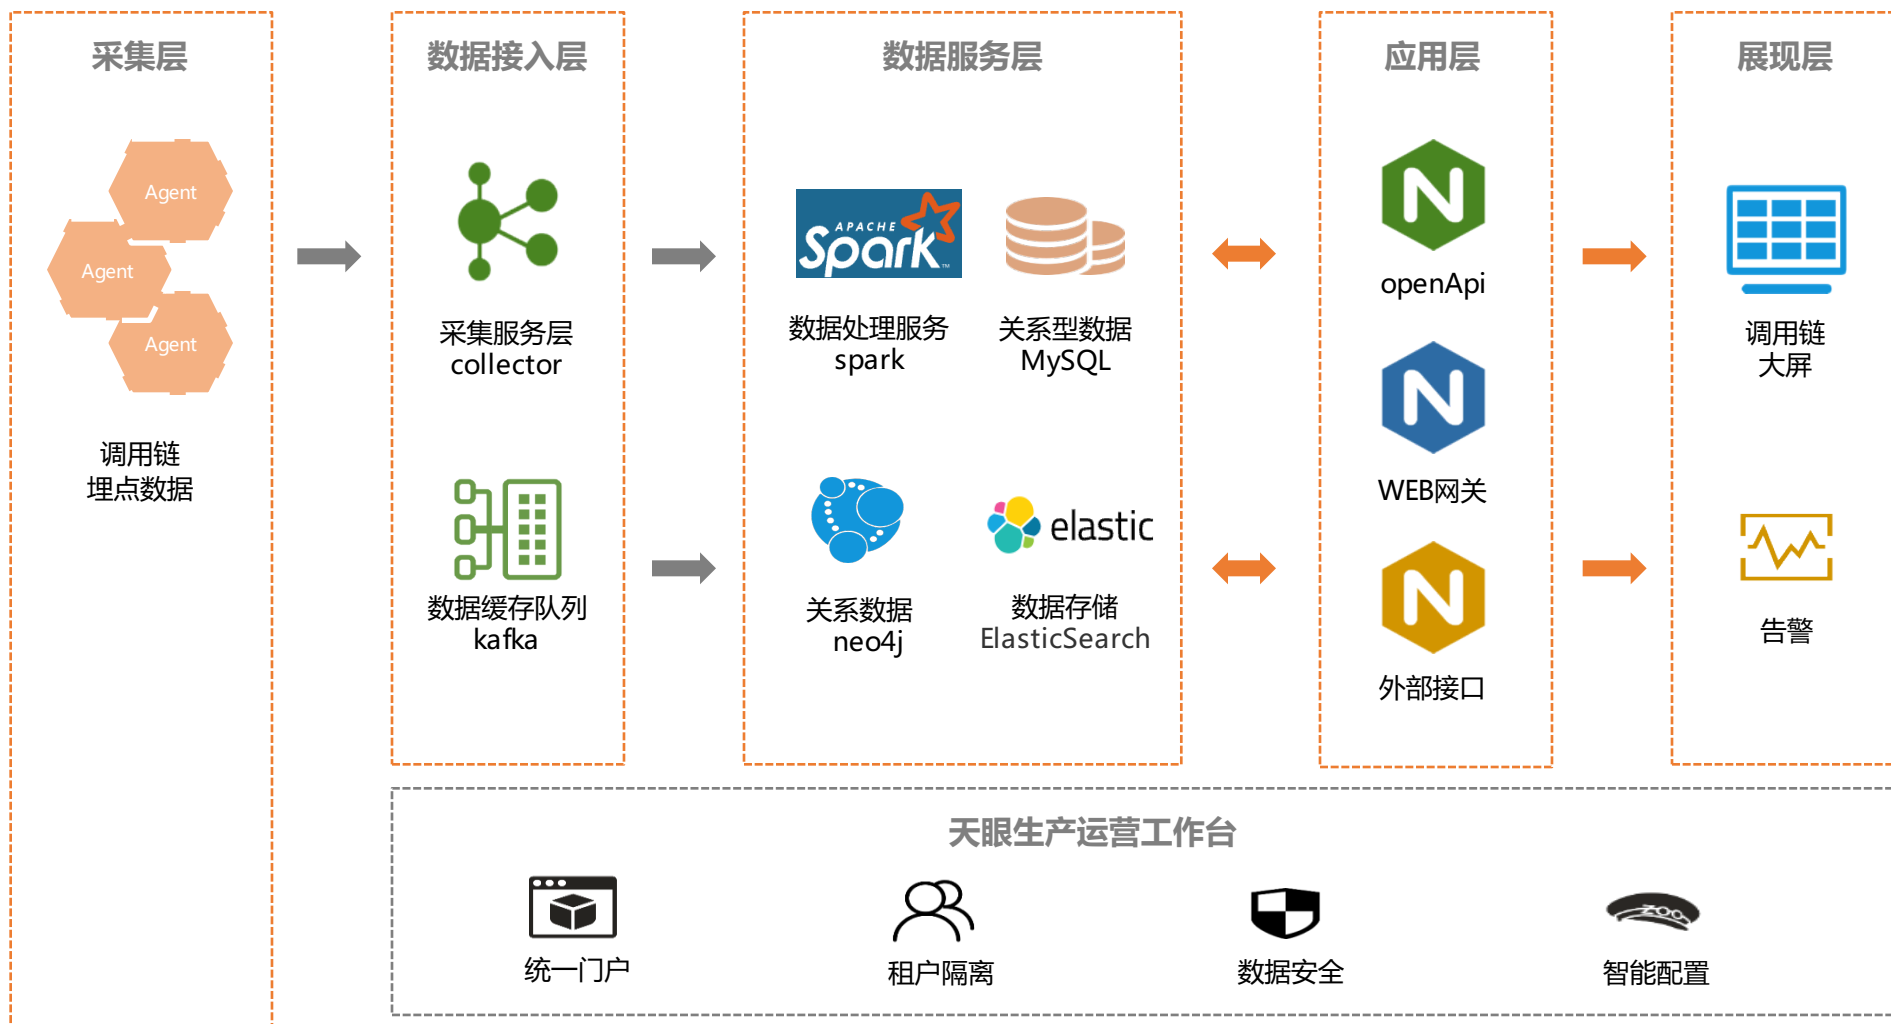 采集层
Agent
Agent
Agent
调用链
埋点数据
数据接入层
采集服务层
collector
数据缓存队列
kafka
数据服务层
APACHE
Spark
TM
数据处理服务
spark
关系型数据
MySQL
关系数据
neo4j
elastic
数据存储
ElasticSearch
应用层
N
openApi
N
WEB网关
N
外部接口
展现层
调用链
大屏
告警
天眼生产运营工作台
统一门户
租户隔离
数据安全
ZOO
智能配置